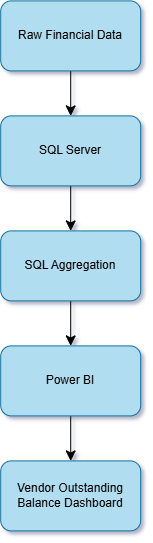 Raw Financial Data
SQL Server
SQL Aggregation
Power BI
Vendor Outstanding
Balance Dashboard